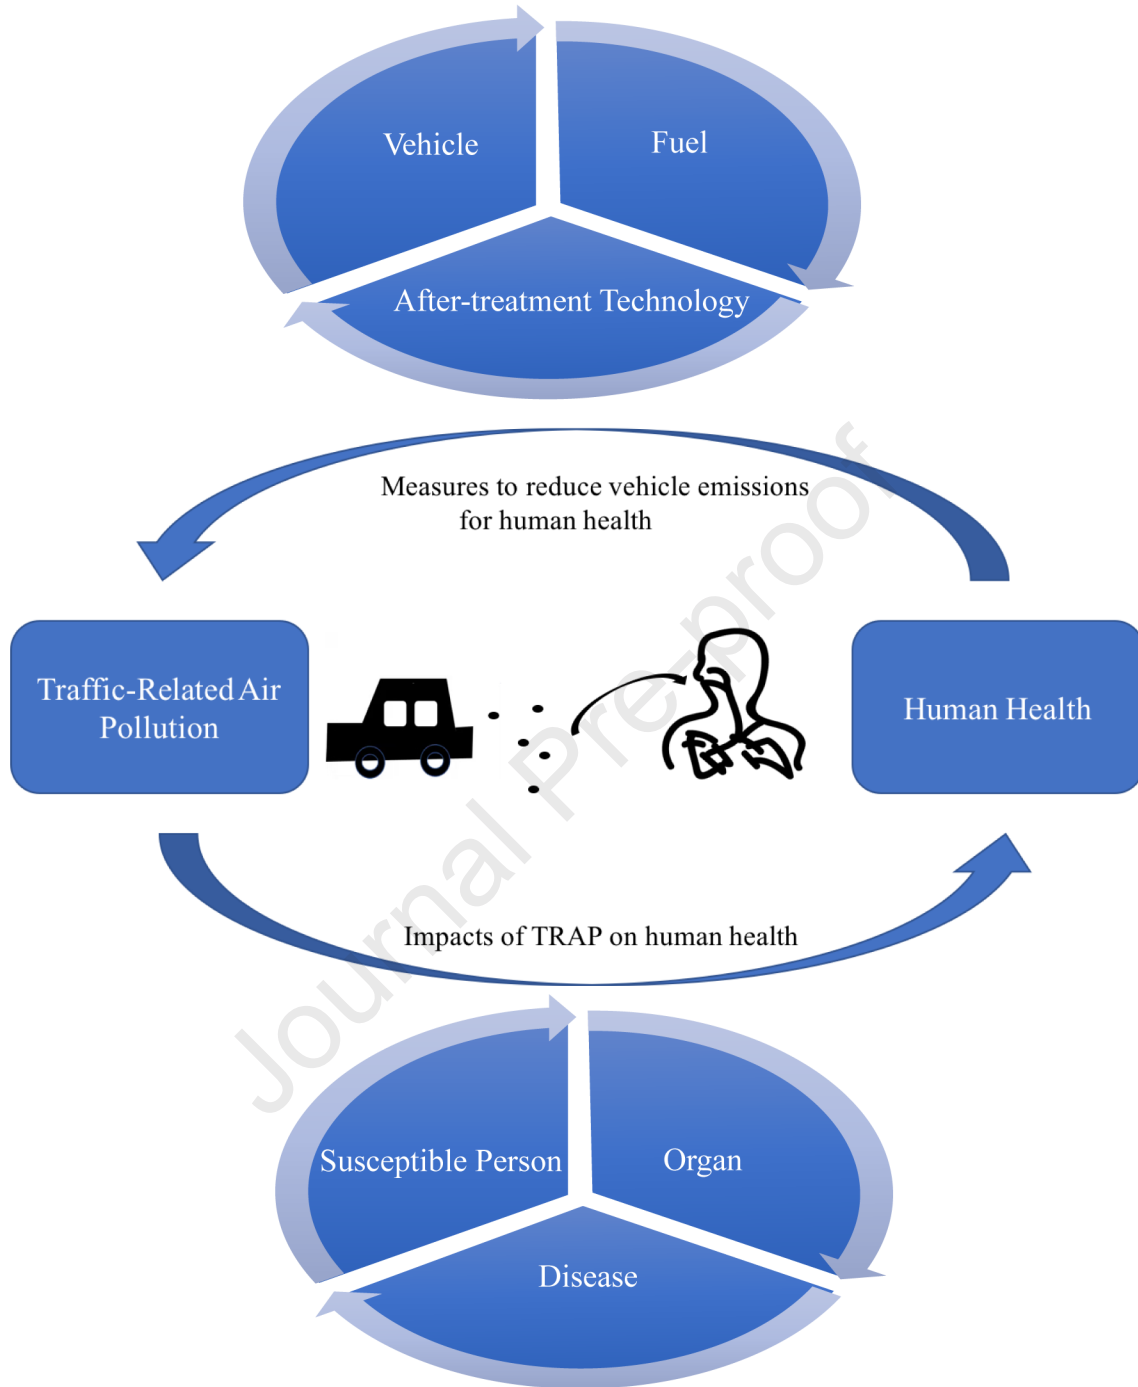 Vehicle
Fuel
After-treatment Technology
Measures to reduce vehicle emissions
for human health
Traffic-Related Air
Pollution
Human Health
Impacts of TRAP on human health
Susceptible Person
Organ
Disease
Journal Pre-proof